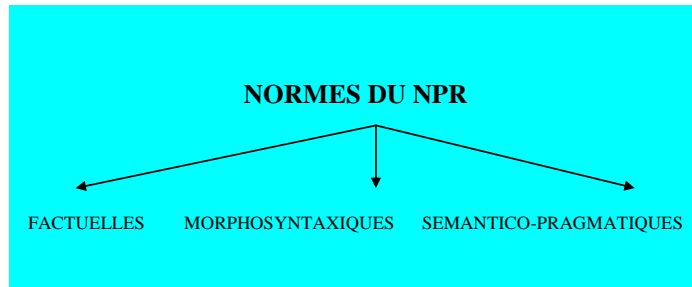 NORMES DU NPR
FACTUELLES MORPHOSYNTAXIQUES SEMANTICO-PRAGMATIQUES